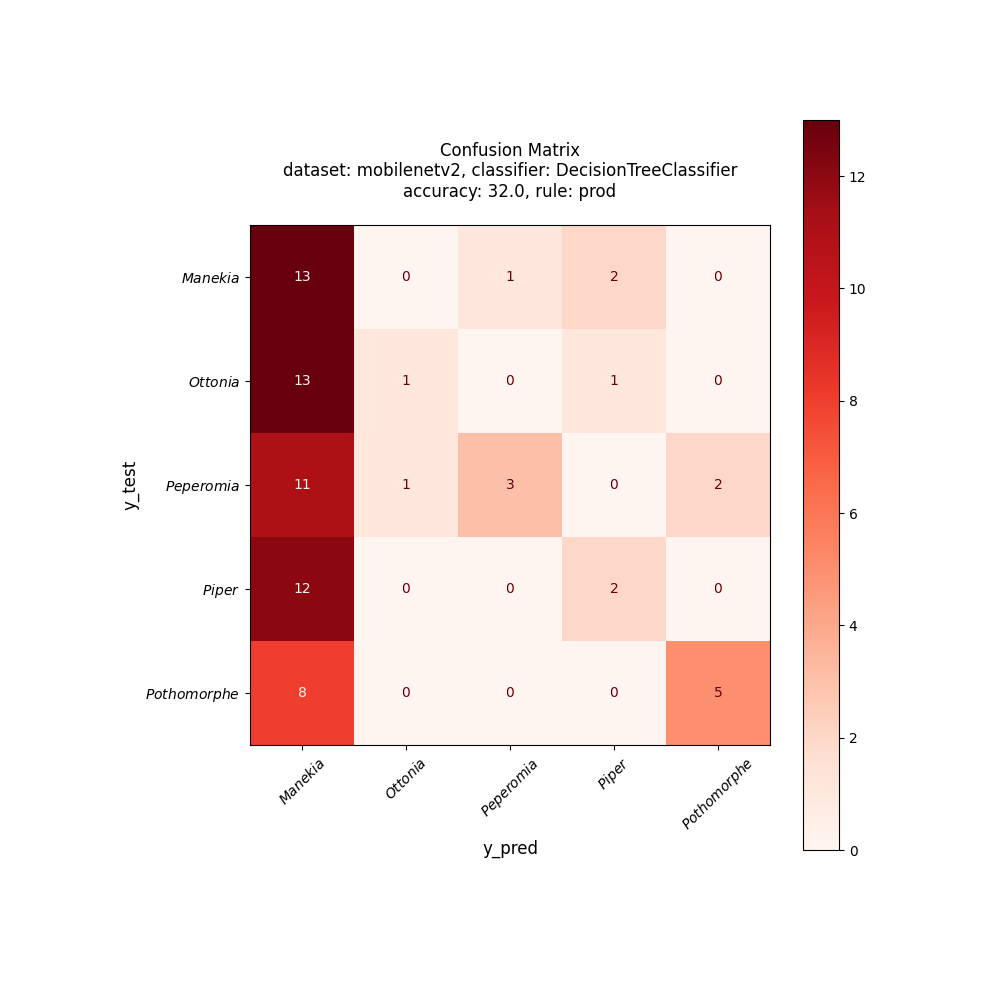 Confusion Matrix
dataset: mobilenetv2, classifier: DecisionTreeClassifier
accuracy: 32.0, rule: prod
y_test
Manekia 13 0 1 2 0
Ottonia 13 1 0 1 0
Peperomia 11 1 3 0 2
Piper 12 0 0 2 0
Pothomorphe 8 0 0 0 5
Manekia Ottonia Peperomia Piper Pothomorphe
y_pred
12
10
8
6
4
2
0